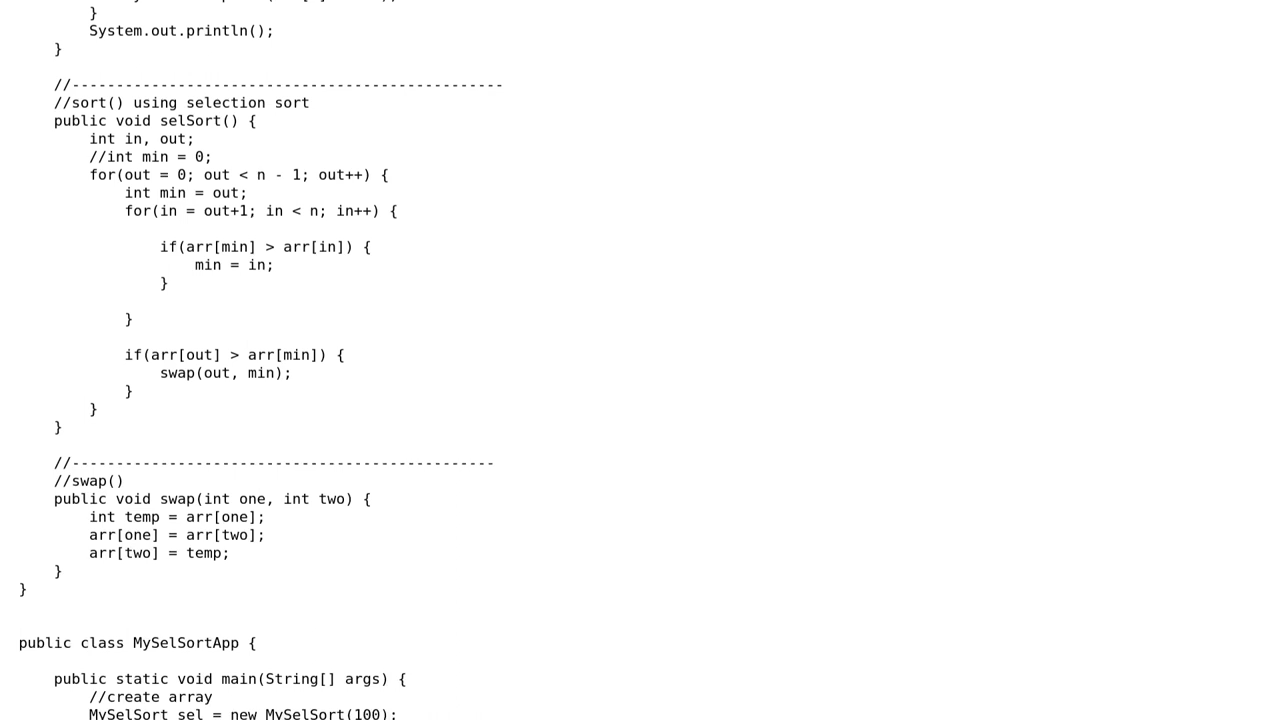 }
        System.out.println();
    }

    //-------------------------------------------------
    //sort() using selection sort
    public void selSort() {
        int in, out;
        //int min = 0;
        for(out = 0; out < n - 1; out++) {
            int min = out;
            for(in = out+1; in < n; in++) {

                if(arr[min] > arr[in]) {
                    min = in;
                }

            }

            if(arr[out] > arr[min]) {
                swap(out, min);
            }
        }
    }

    //------------------------------------------------
    //swap()
    public void swap(int one, int two) {
        int temp = arr[one];
        arr[one] = arr[two];
        arr[two] = temp;
    }
}


public class MySelSortApp {

    public static void main(String[] args) {
        //create array
        MySelSort sel = new MySelSort(100);